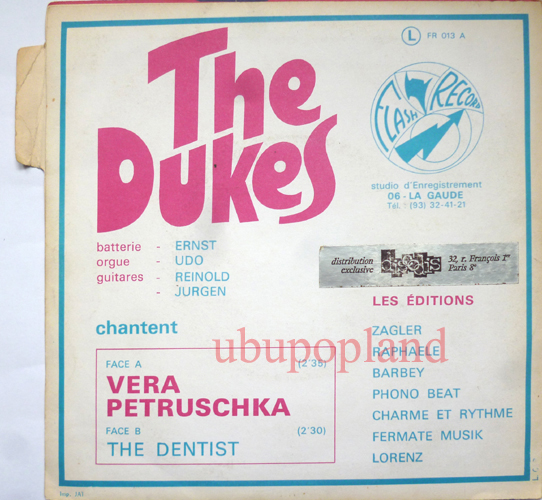 The
DUKES
Ⓛ FR 013 A
FLASH RECORD
studio d'Enregistrement
06 - LA GAUDE
Tél. : (93) 32-41-21
batterie - ERNST
orgue - UDO
guitares - REINOLD
- JURGEN
distribution exclusive
32, r. François 1er
Paris 8e
chantent
ubupopland
FACE A (2'35)
VERA
PETRUSCHKA
FACE B (2'30)
THE DENTIST
LES ÉDITIONS
ZAGLER
RAPHAELE
BARBEY
PHONO BEAT
CHARME ET RYTHME
FERMATE MUSIK
LORENZ